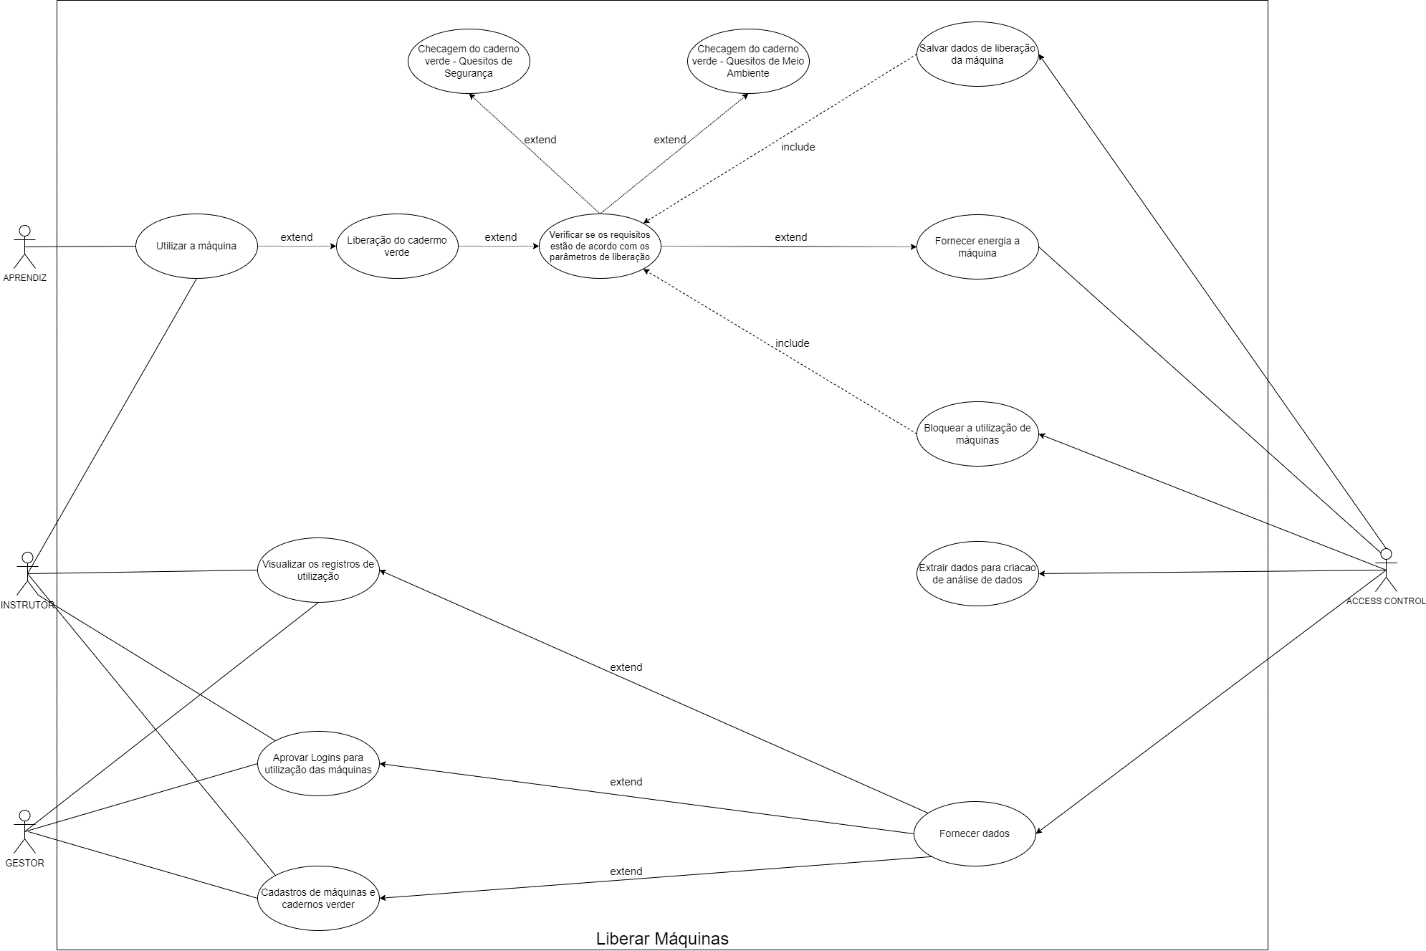 Checagem do caderno
verde - Quesitos de
Segurança
Checagem do caderno
verde - Quesitos de Meio
Ambiente
Salvar dados de liberação
da máquina
extend
extend
include
APRENDIZ
Utilizar a máquina
extend
Liberação do cadermo
verde
extend
Verificar se os requisitos
estão de acordo com os
parâmetros de liberação
extend
Fornecer energia a
máquina
include
Bloquear a utilização de
máquinas
INSTRUTOR
Visualizar os registros de
utilização
Extrair dados para criacao
de análise de dados
ACCESS CONTROL
extend
Aprovar Logins para
utilização das máquinas
extend
GESTOR
Fornecer dados
extend
Cadastros de máquinas e
cadernos verder
Liberar Máquinas